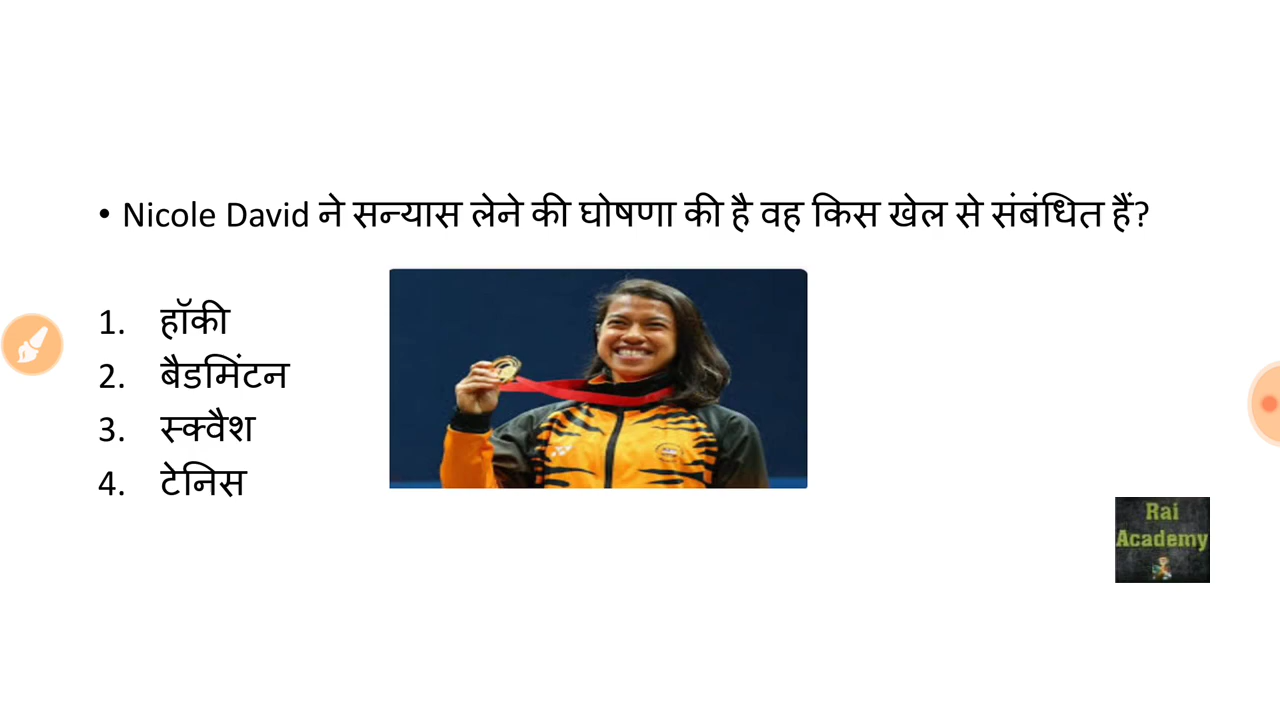 • Nicole David ने सन्यास लेने की घोषणा की है वह किस खेल से संबंधित हैं?
1. हॉकी
2. बैडमिंटन
3. स्क्वैश
4. टेनिस
Rai
Academy